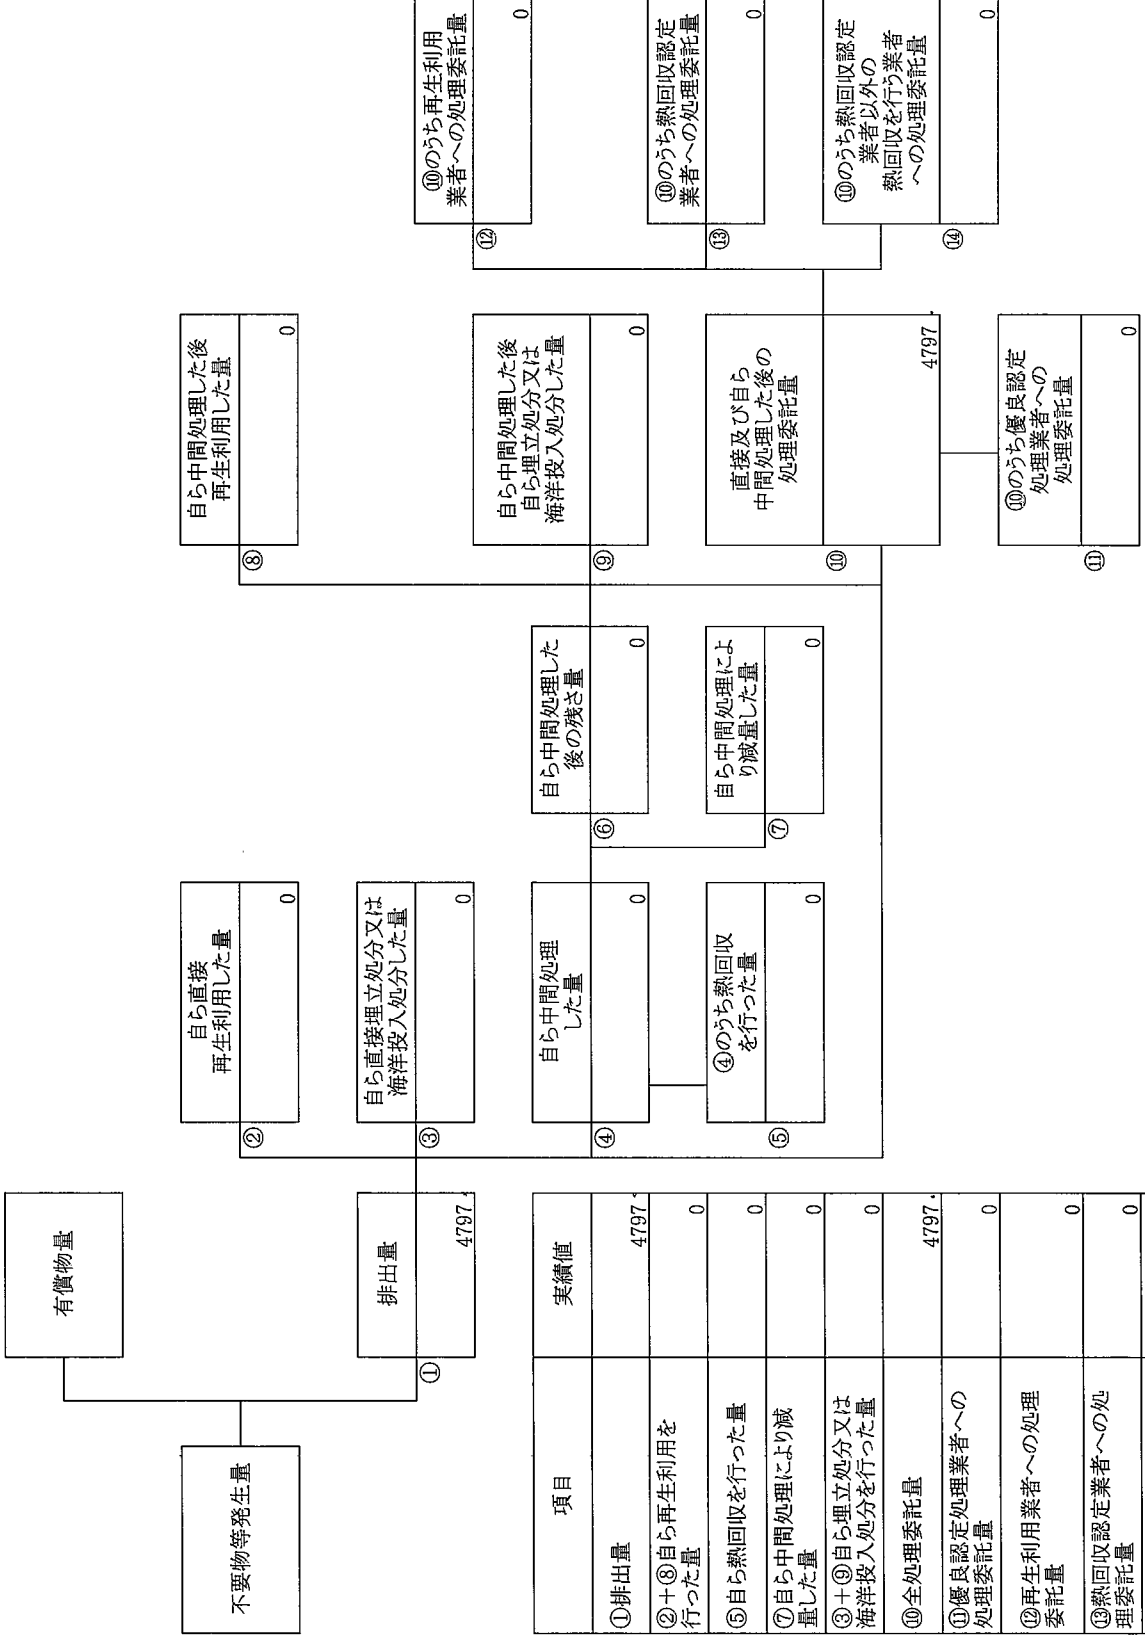 不要物等発生量
有償物量
排出量
①
4797
自ら直接
再生利用した量
②
0
自ら直接埋立処分又は
海洋投入処分した量
③
0
自ら中間処理
した量
④
0
④のうち熱回収
を行った量
⑤
0
自ら中間処理した
後の残さ量
⑥
0
自ら中間処理によ
り減量した量
⑦
0
自ら中間処理した後
再生利用した量
⑧
0
自ら中間処理した後
自ら埋立処分又は
海洋投入処分した量
⑨
0
直接及び自ら
中間処理した後の
処理委託量
⑩
4797
⑩のうち優良認定
処理業者への
処理委託量
⑪
0
⑩のうち再生利用
業者への処理委託量
⑫
0
⑩のうち熱回収認定
業者への処理委託量
⑬
0
⑩のうち熱回収認定
業者以外の
熱回収を行う業者
への処理委託量
⑭
0
項目 実績値
①排出量 4797
②+⑧自ら再生利用を
行った量 0
⑤自ら熱回収を行った量 0
⑦自ら中間処理により減
量した量 0
③+⑨自ら埋立処分又は
海洋投入処分を行った量 0
⑩全処理委託量 4797
⑪優良認定処理業者への
処理委託量 0
⑫再生利用業者への処理
委託量 0
⑬熱回収認定業者への処
理委託量 0